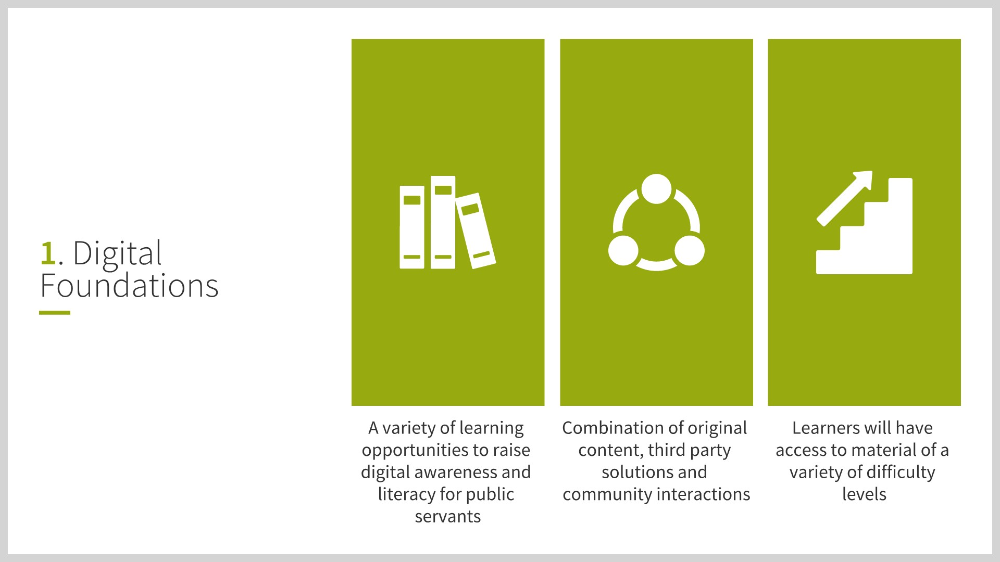 1. Digital
Foundations
A variety of learning
opportunities to raise
digital awareness and
literacy for public
servants
Combination of original
content, third party
solutions and
community interactions
Learners will have
access to material of a
variety of difficulty
levels